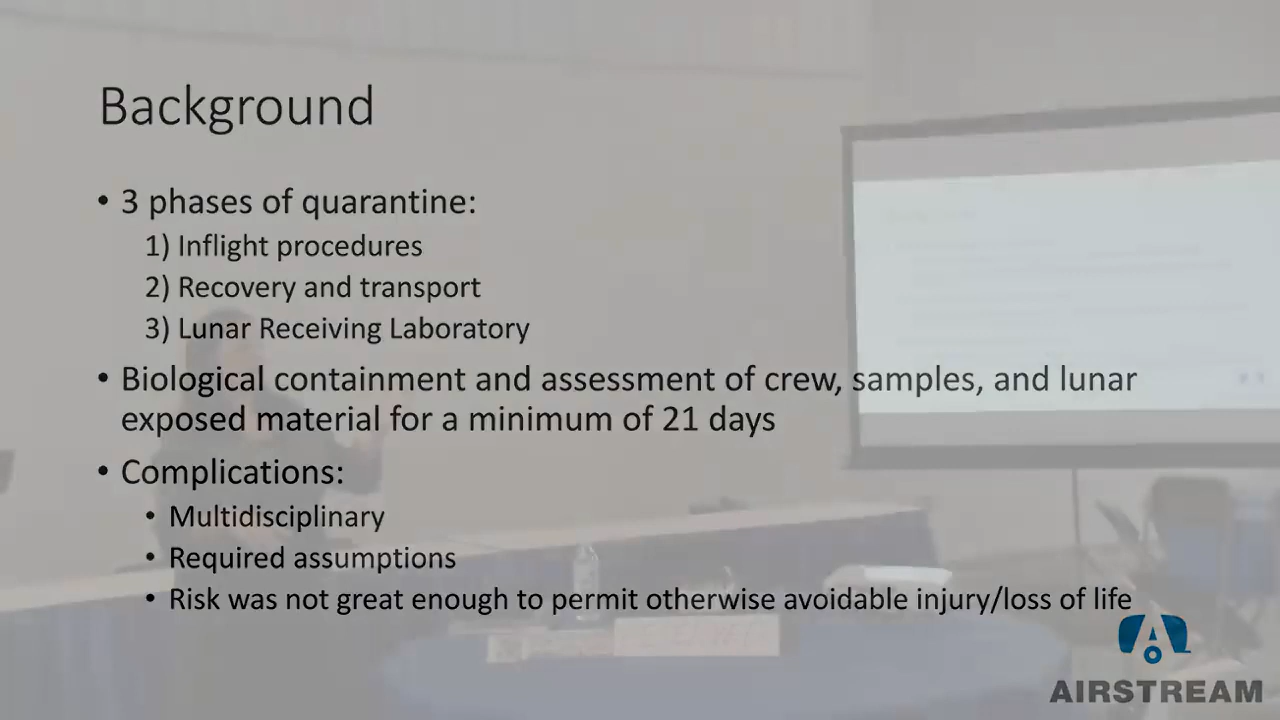 Background
• 3 phases of quarantine:
1) Inflight procedures
2) Recovery and transport
3) Lunar Receiving Laboratory
• Biological containment and assessment of crew, samples, and lunar
exposed material for a minimum of 21 days
• Complications:
• Multidisciplinary
• Required assumptions
• Risk was not great enough to permit otherwise avoidable injury/loss of life
AIRSTREAM